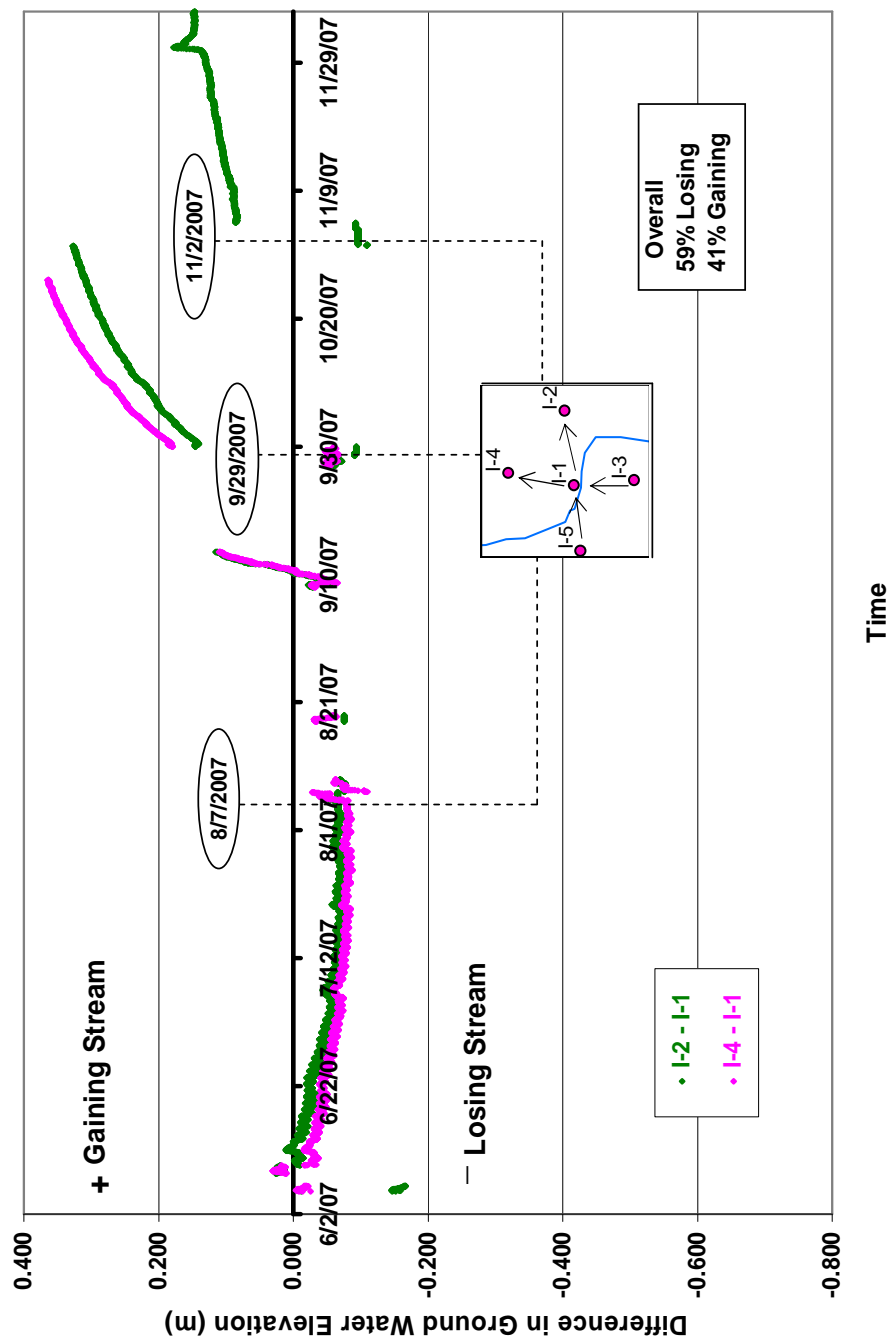 Difference in Ground Water Elevation (m)
0.400
0.200
0.000
-0.200
-0.400
-0.600
-0.800
+ Gaining Stream
– Losing Stream
8/7/2007
9/29/2007
11/2/2007
6/2/07
6/22/07
7/12/07
8/1/07
8/21/07
9/10/07
9/30/07
10/20/07
11/9/07
11/29/07
I-4
I-2
I-1
I-5
I-3
Overall
59% Losing
41% Gaining
I-2 - I-1
I-4 - I-1
Time